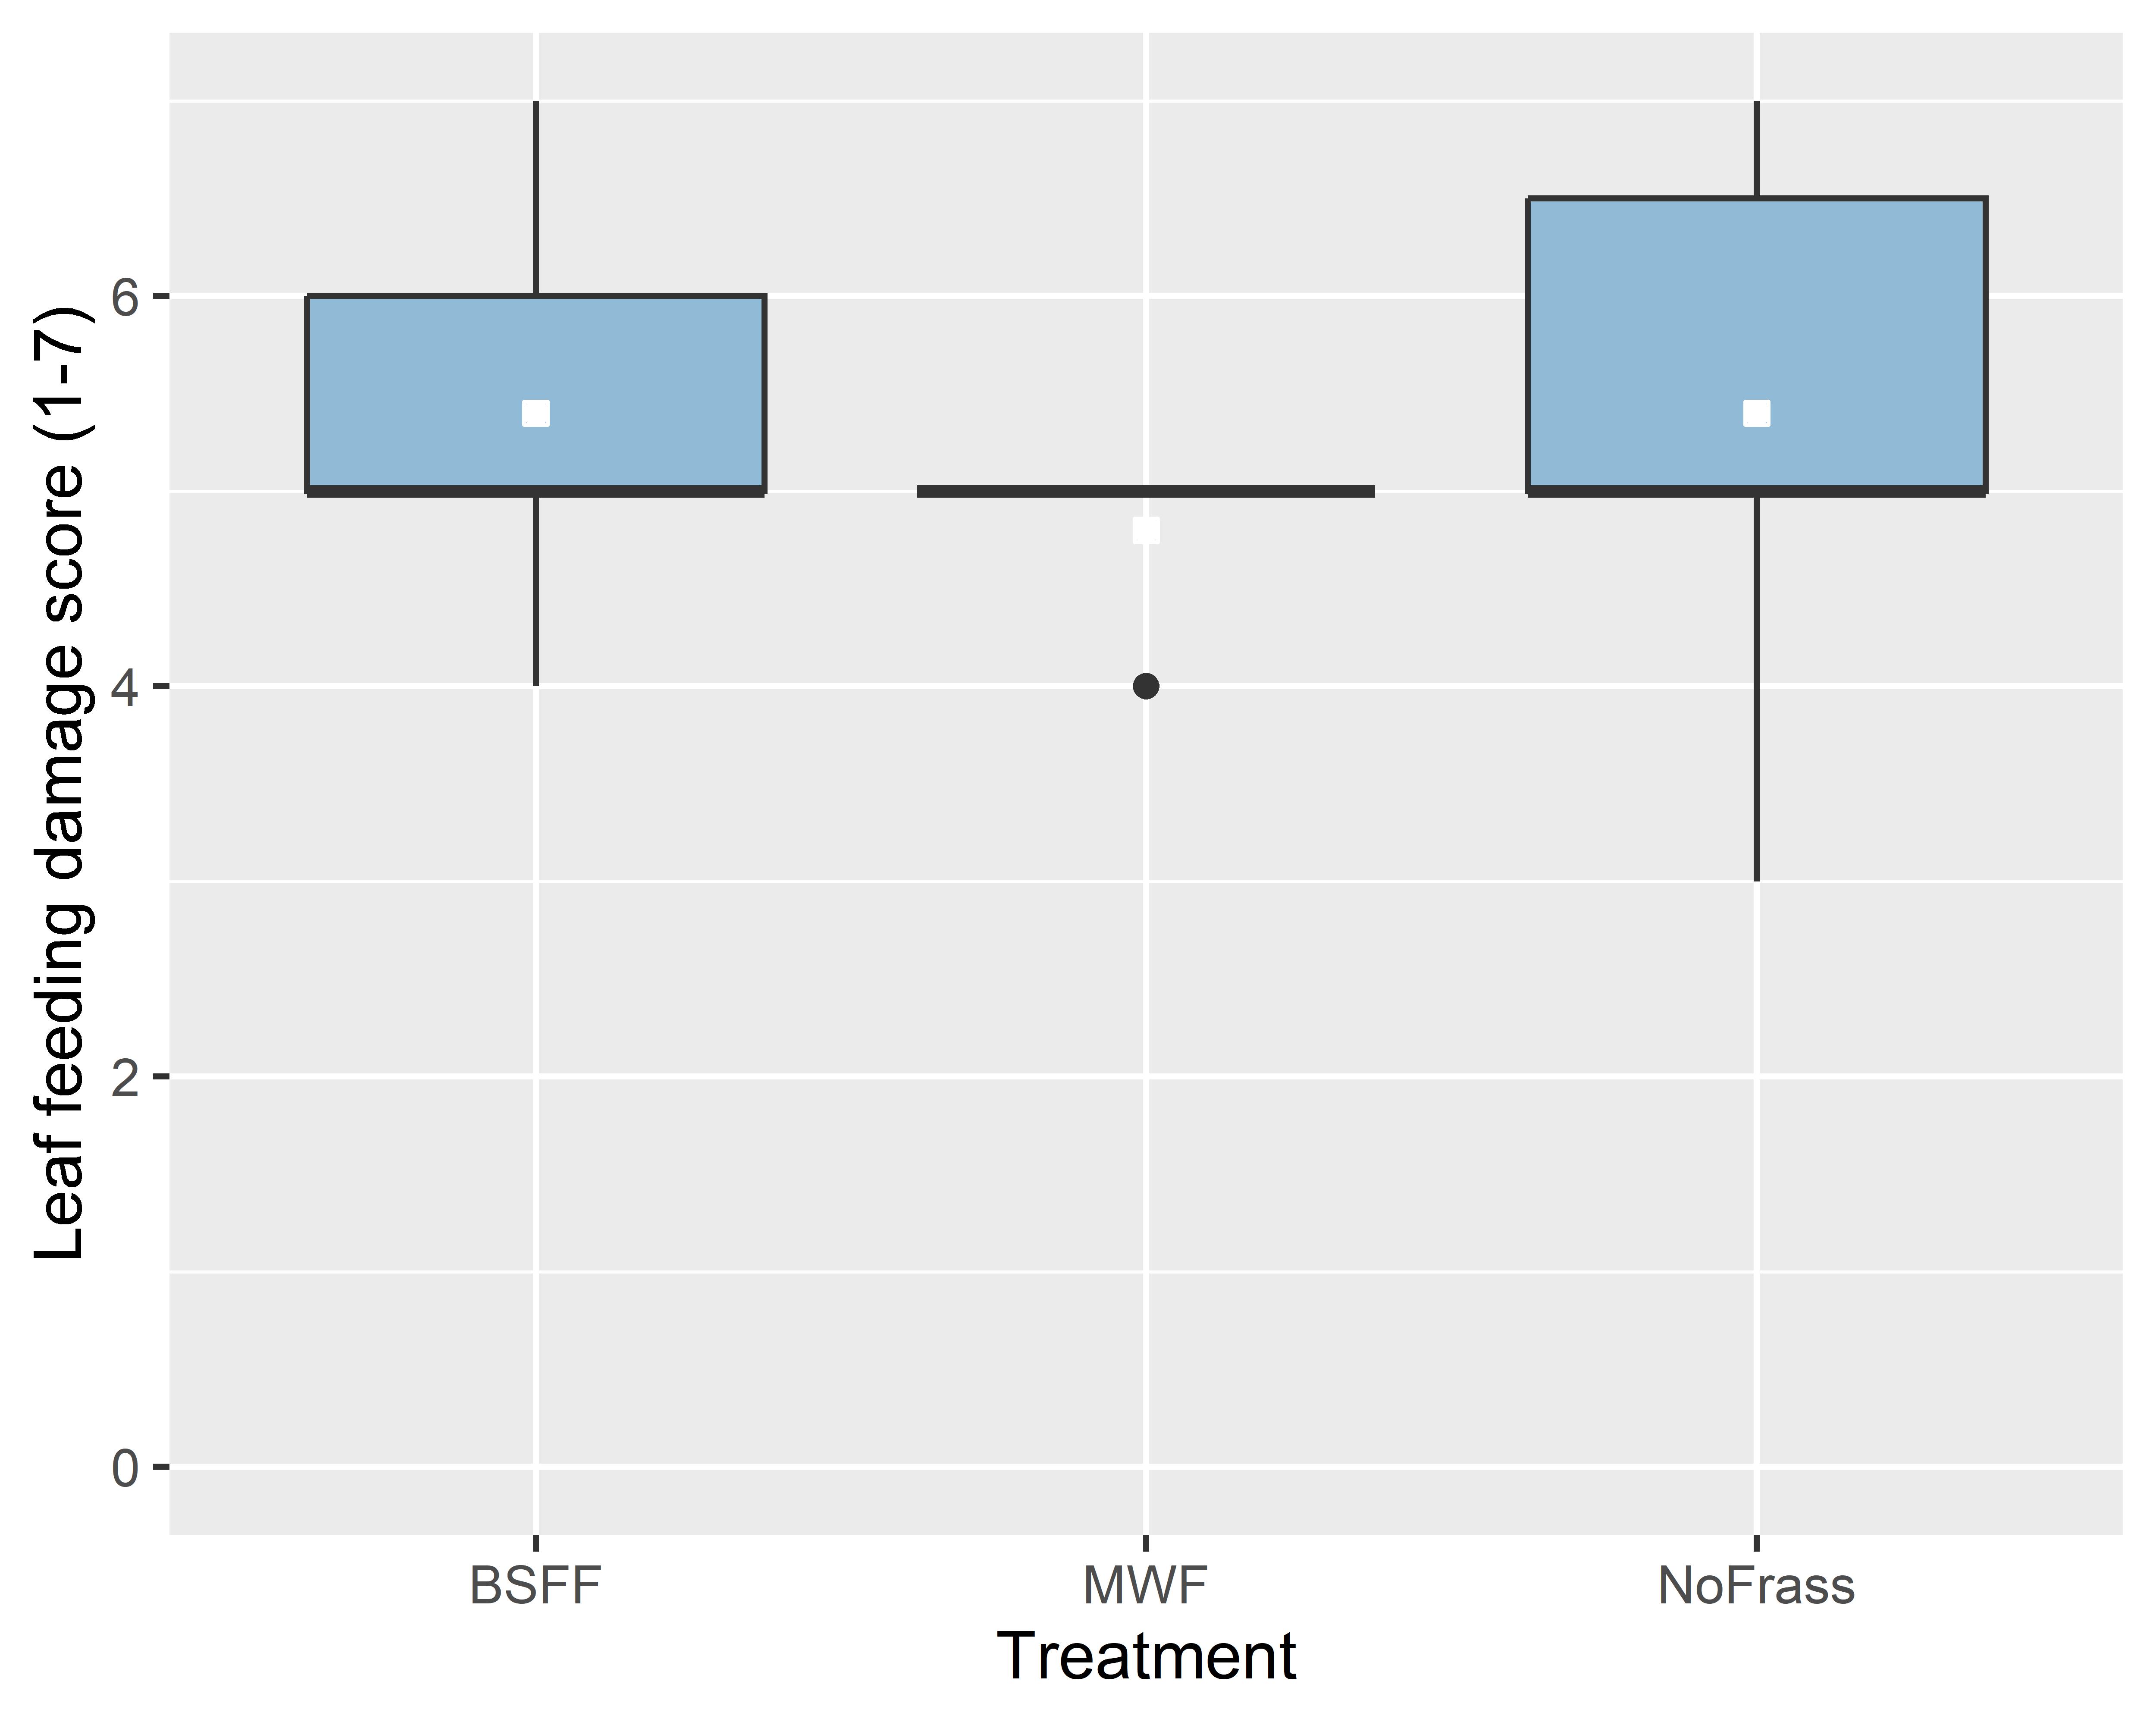 Leaf feeding damage score (1-7)
6
4
2
0
BSFF
MWF
NoFrass
Treatment